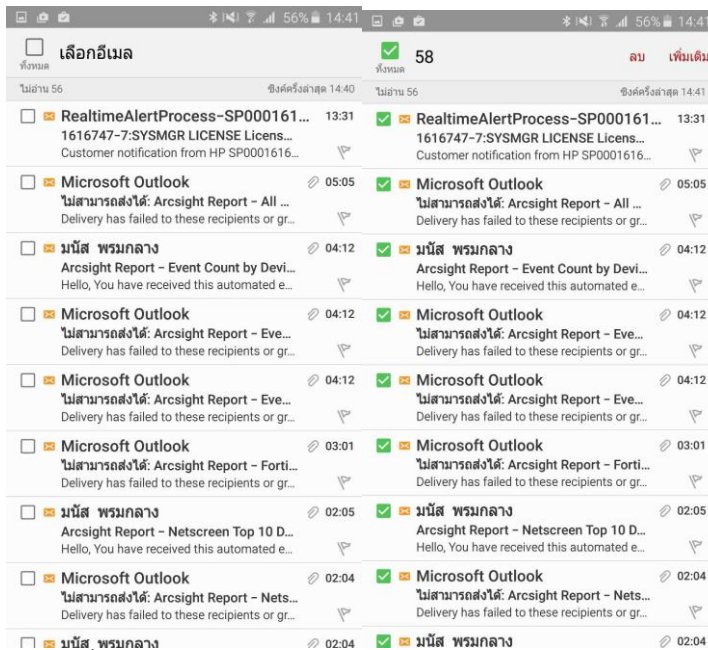 56% 14:41
เลือกอีเมล
ทั้งหมด
ไม่อ่าน 56 ซิงค์ครั้งล่าสุด 14:40
RealtimeAlertProcess-SP000161... 13:31
1616747-7:SYSMGR LICENSE Licens...
Customer notification from HP SP0001616...
Microsoft Outlook 05:05
ไม่สามารถส่งได้: Arcsight Report – All ...
Delivery has failed to these recipients or gr...
มนัส พรมกลาง 04:12
Arcsight Report – Event Count by Devi...
Hello, You have received this automated e...
Microsoft Outlook 04:12
ไม่สามารถส่งได้: Arcsight Report – Eve...
Delivery has failed to these recipients or gr...
Microsoft Outlook 04:12
ไม่สามารถส่งได้: Arcsight Report – Eve...
Delivery has failed to these recipients or gr...
Microsoft Outlook 03:01
ไม่สามารถส่งได้: Arcsight Report – Forti...
Delivery has failed to these recipients or gr...
มนัส พรมกลาง 02:05
Arcsight Report – Netscreen Top 10 D...
Hello, You have received this automated e...
Microsoft Outlook 02:04
ไม่สามารถส่งได้: Arcsight Report – Nets...
Delivery has failed to these recipients or gr...
มนัส พรมกลาง 02:04
56% 14:41
58 ลบ เพิ่มเติม
ทั้งหมด
ไม่อ่าน 56 ซิงค์ครั้งล่าสุด 14:41
RealtimeAlertProcess-SP000161... 13:31
1616747-7:SYSMGR LICENSE Licens...
Customer notification from HP SP0001616...
Microsoft Outlook 05:05
ไม่สามารถส่งได้: Arcsight Report – All ...
Delivery has failed to these recipients or gr...
มนัส พรมกลาง 04:12
Arcsight Report – Event Count by Devi...
Hello, You have received this automated e...
Microsoft Outlook 04:12
ไม่สามารถส่งได้: Arcsight Report – Eve...
Delivery has failed to these recipients or gr...
Microsoft Outlook 04:12
ไม่สามารถส่งได้: Arcsight Report – Eve...
Delivery has failed to these recipients or gr...
Microsoft Outlook 03:01
ไม่สามารถส่งได้: Arcsight Report – Forti...
Delivery has failed to these recipients or gr...
มนัส พรมกลาง 02:05
Arcsight Report – Netscreen Top 10 D...
Hello, You have received this automated e...
Microsoft Outlook 02:04
ไม่สามารถส่งได้: Arcsight Report – Nets...
Delivery has failed to these recipients or gr...
มนัส พรมกลาง 02:04